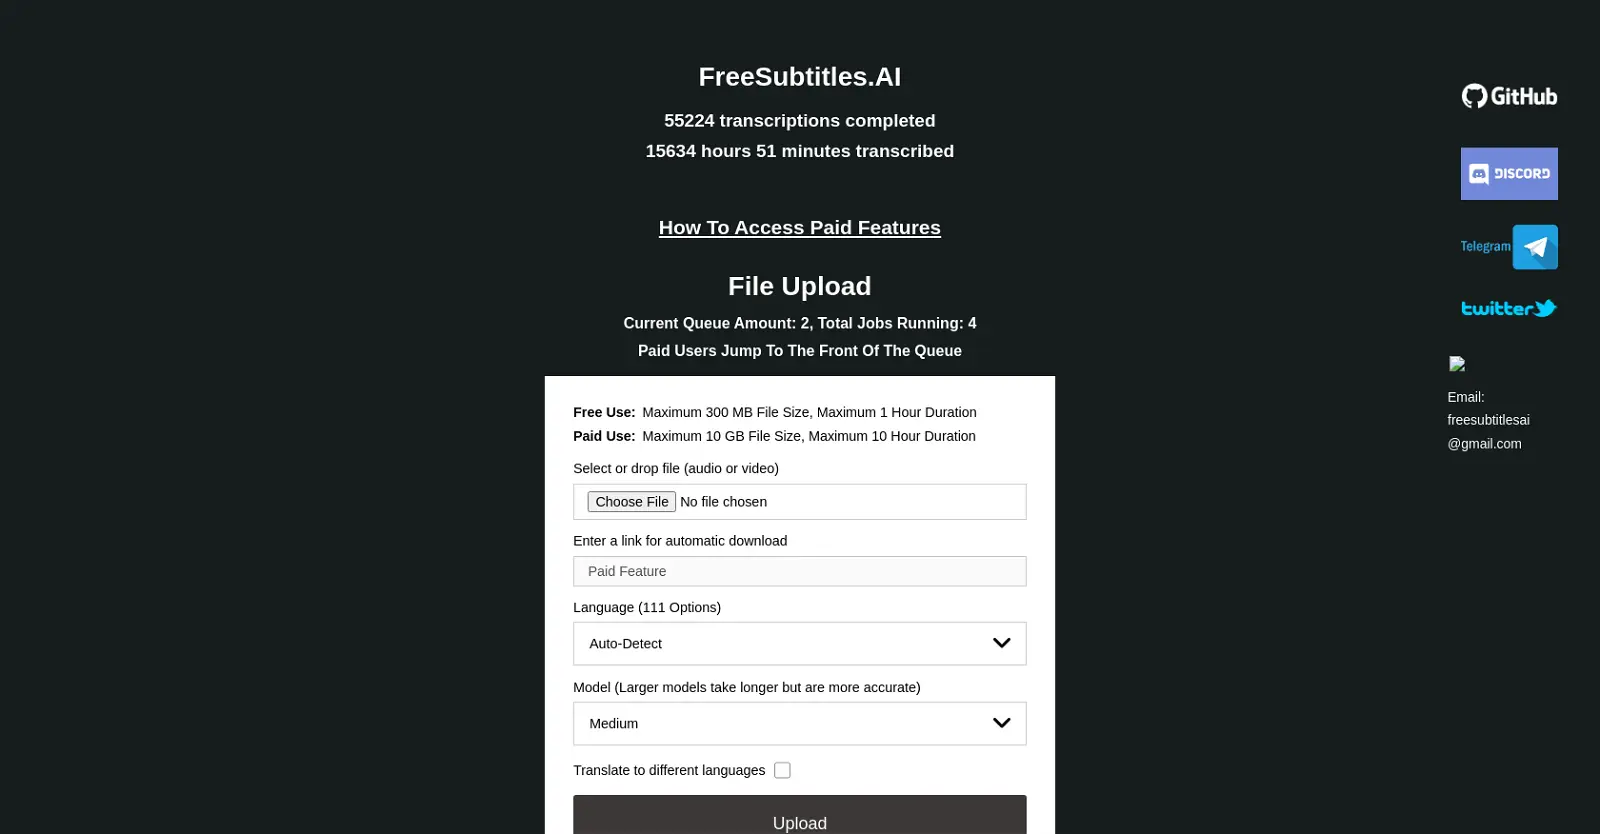 FreeSubtitles.AI
55224 transcriptions completed
15634 hours 51 minutes transcribed
How To Access Paid Features
File Upload
Current Queue Amount: 2, Total Jobs Running: 4
Paid Users Jump To The Front Of The Queue
Free Use: Maximum 300 MB File Size, Maximum 1 Hour Duration
Paid Use: Maximum 10 GB File Size, Maximum 10 Hour Duration
Select or drop file (audio or video)
Choose File No file chosen
Enter a link for automatic download
Paid Feature
Language (111 Options)
Auto-Detect
Model (Larger models take longer but are more accurate)
Medium
Translate to different languages
Upload
GitHub
DISCORD
Telegram
twitter
Email:
freesubtitlesai
@gmail.com